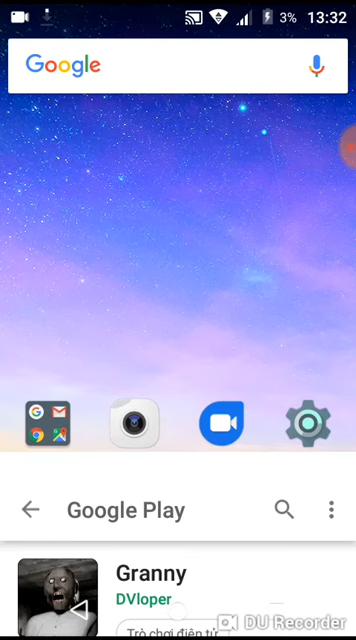 3% 13:32
Google
Google Play
Granny
DVloper
Trò chơi điện tử
DU Recorder